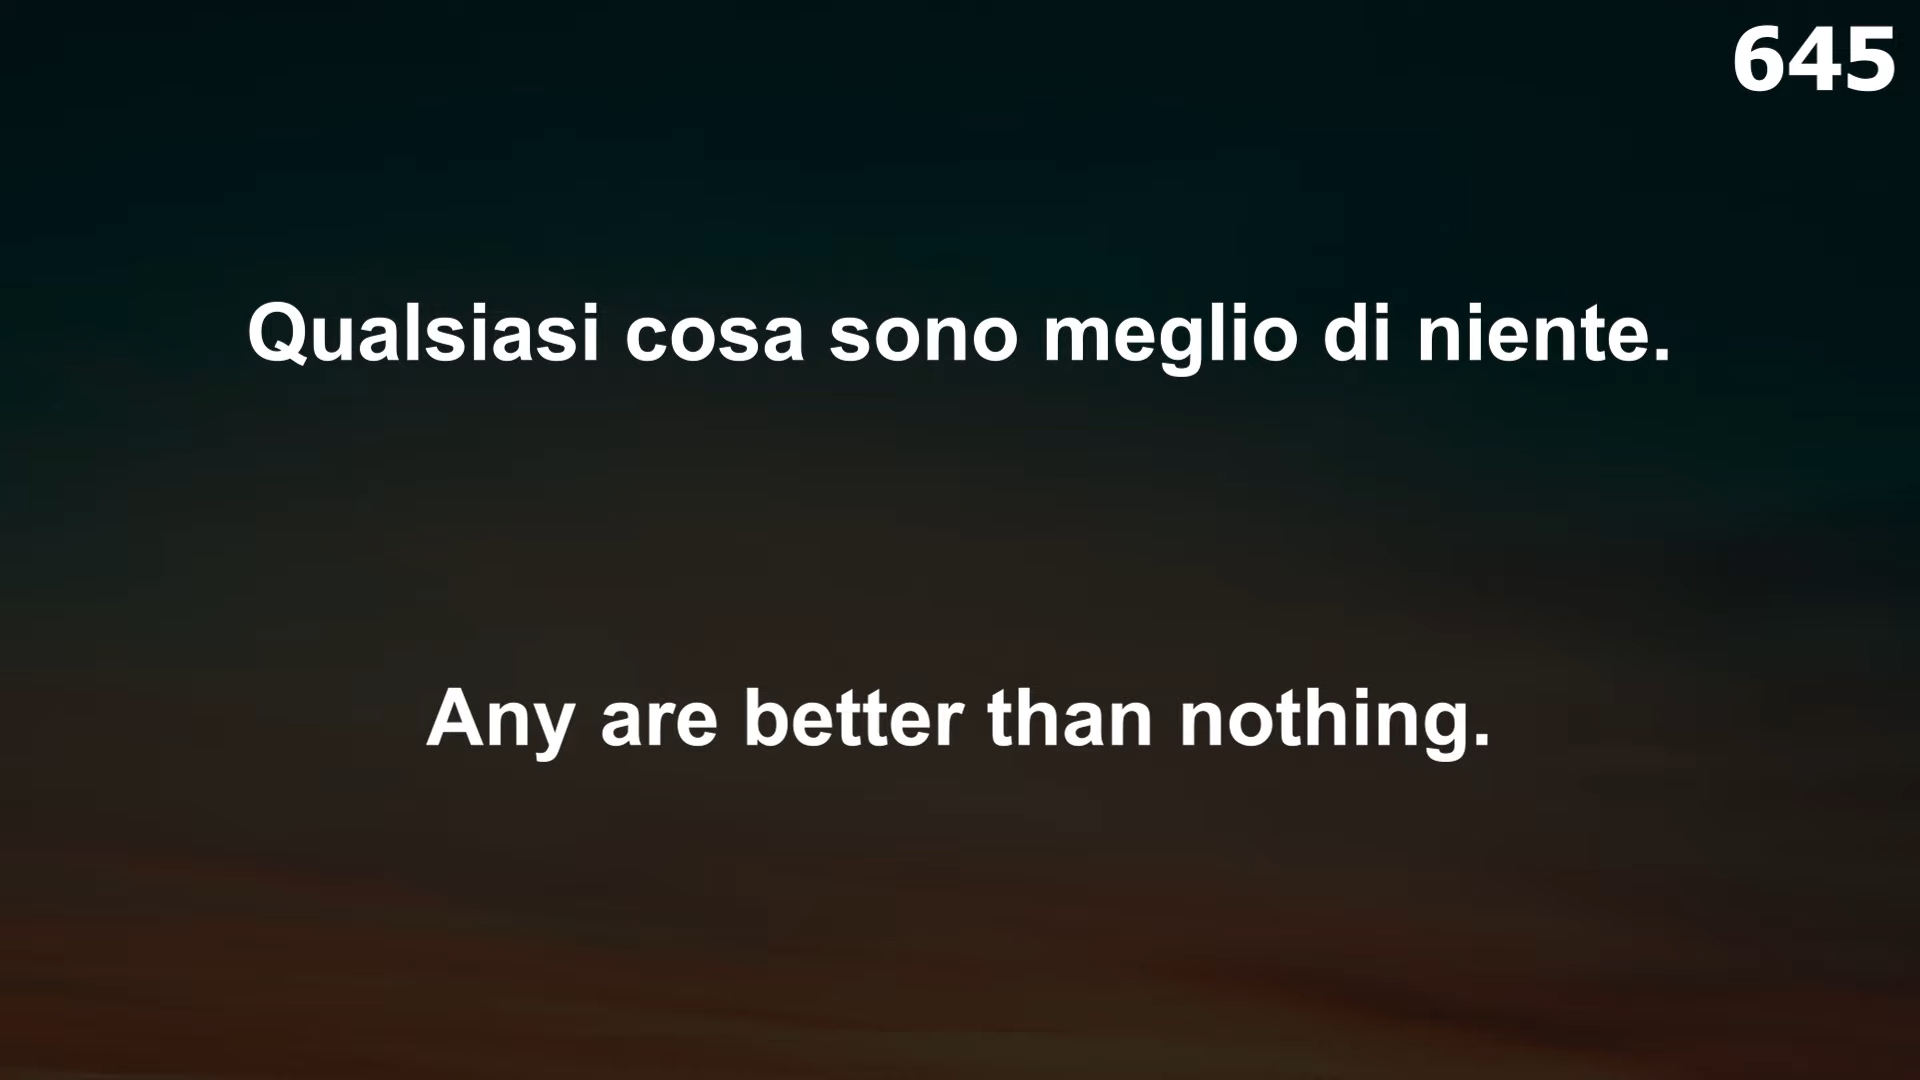 645
Qualsiasi cosa sono meglio di niente.
Any are better than nothing.